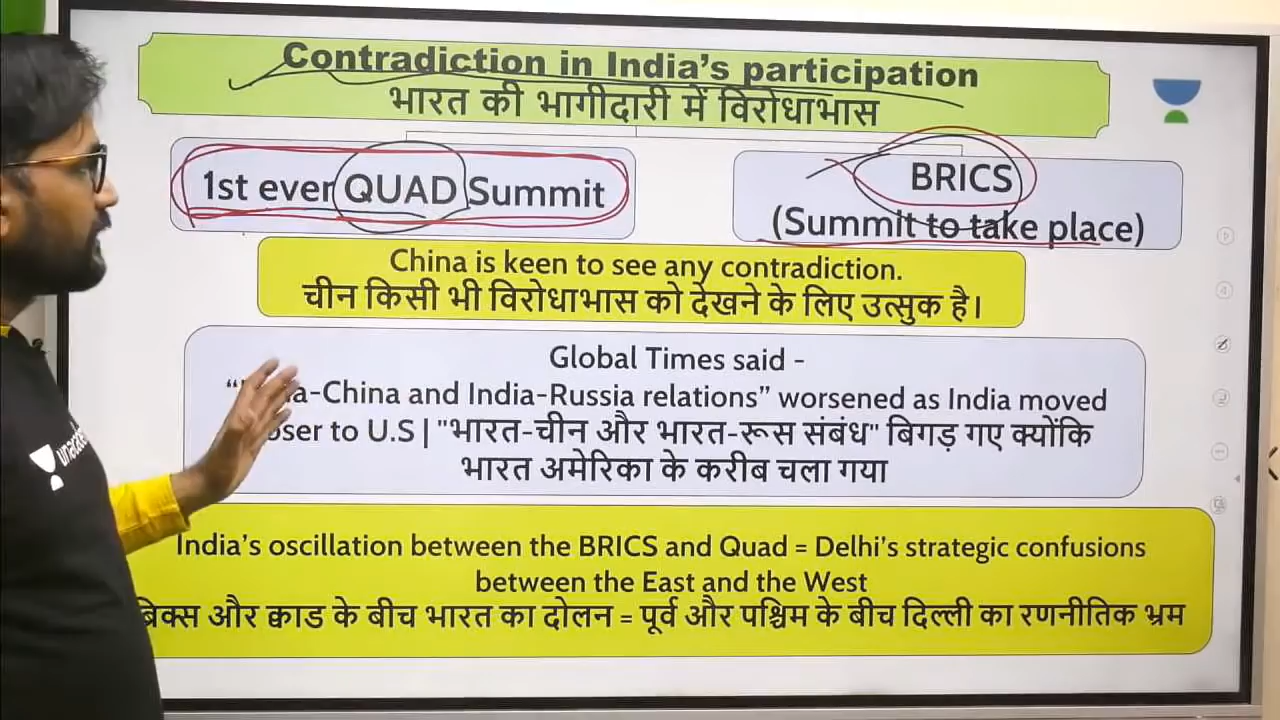 Contradiction in India's participation
भारत की भागीदारी में विरोधाभास
1st ever QUAD Summit
BRICS
(Summit to take place)
China is keen to see any contradiction.
चीन किसी भी विरोधाभास को देखने के लिए उत्सुक है।
Global Times said -
a-China and India-Russia relations” worsened as India moved
oser to U.S | "भारत-चीन और भारत-रूस संबंध" बिगड़ गए क्योंकि
भारत अमेरिका के करीब चला गया
India's oscillation between the BRICS and Quad = Delhi's strategic confusions
between the East and the West
ब्रिक्स और क्वाड के बीच भारत का दोलन = पूर्व और पश्चिम के बीच दिल्ली का रणनीतिक भ्रम